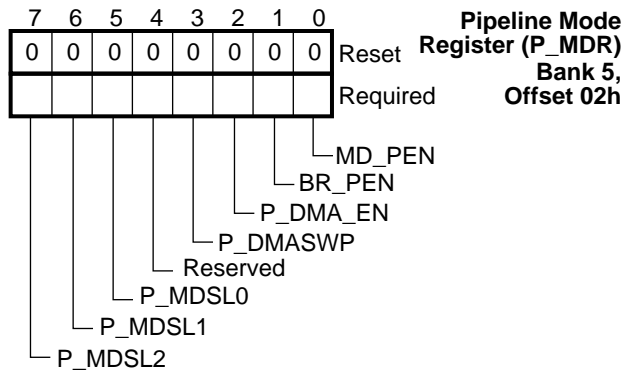 7 6 5 4 3 2 1 0
0 0 0 0 0 0 0 0 Reset
Required
Pipeline Mode
Register (P_MDR)
Bank 5,
Offset 02h
MD_PEN
BR_PEN
P_DMA_EN
P_DMASWP
Reserved
P_MDSL0
P_MDSL1
P_MDSL2